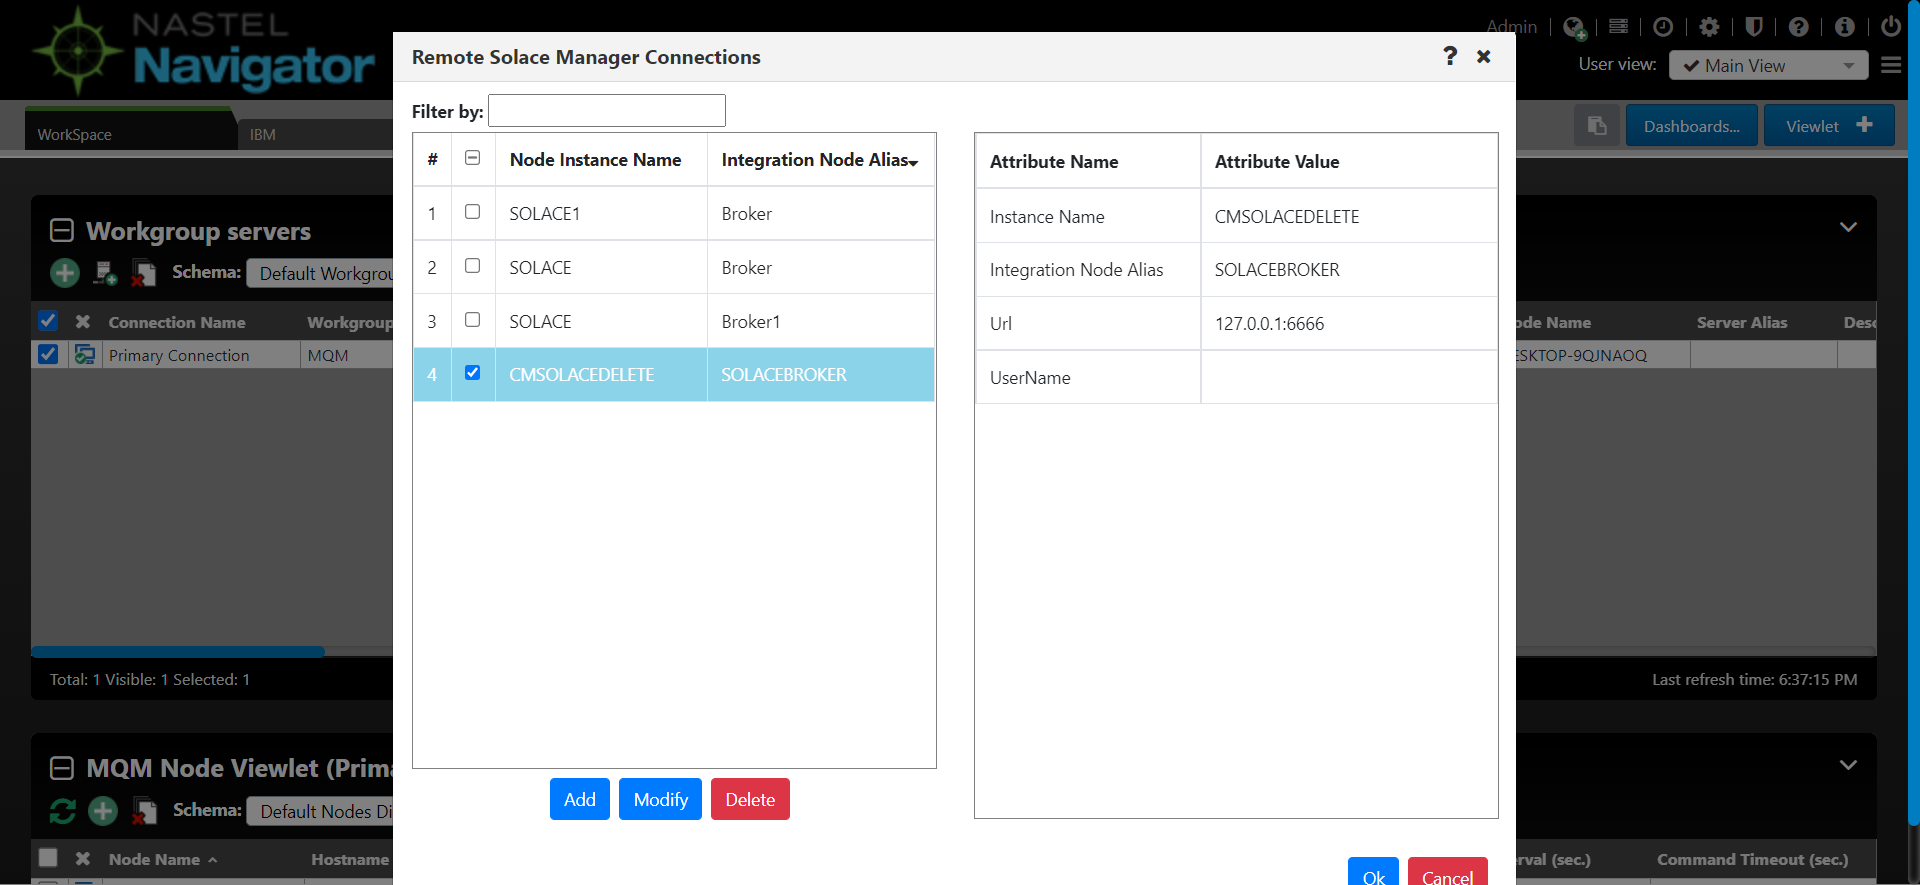 NASTEL
Navigator
Admin
User view: Main View
WorkSpace
IBM
Dashboards...
Viewlet
Remote Solace Manager Connections
Filter by:
# Node Instance Name Integration Node Alias
1 SOLACE1 Broker
2 SOLACE Broker
3 SOLACE Broker1
4 CMSOLACEDELETE SOLACEBROKER
Add Modify Delete
Attribute Name Attribute Value
Instance Name CMSOLACEDELETE
Integration Node Alias SOLACEBROKER
Url 127.0.0.1:6666
UserName
Ok Cancel
Workgroup servers
Schema: Default Workgrou
Connection Name Workgroup
Primary Connection MQM
Name Server Alias
SKTOP-9QJNAOQ
Total: 1 Visible: 1 Selected: 1
Last refresh time: 6:37:15 PM
MQM Node Viewlet (Prim
Schema: Default Nodes Di
Node Name Hostname
(sec.) Command Timeout (sec.)